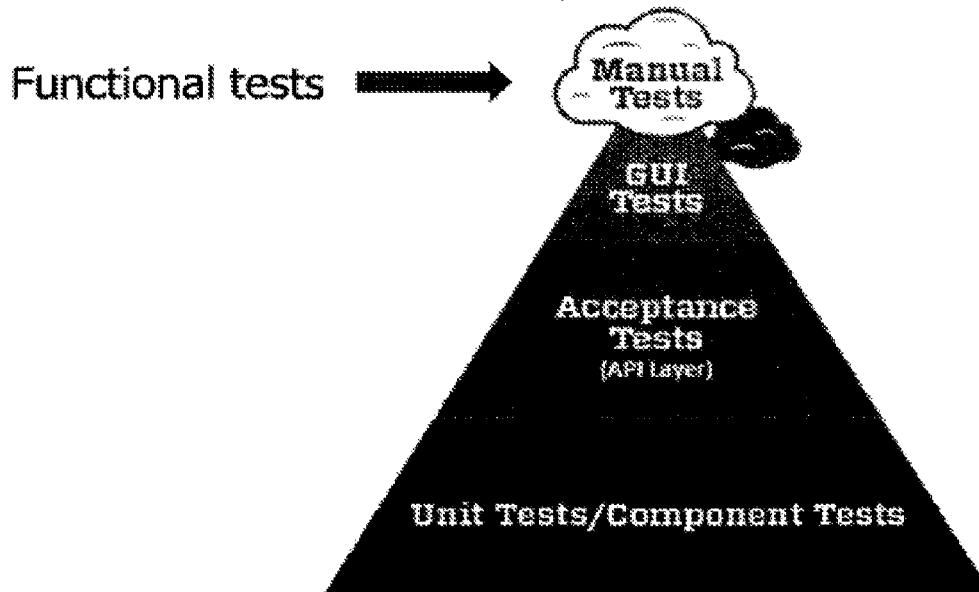 Functional tests
Manual
Tests
GUI
Tests
Acceptance
Tests
(API Layer)
Unit Tests/Component Tests